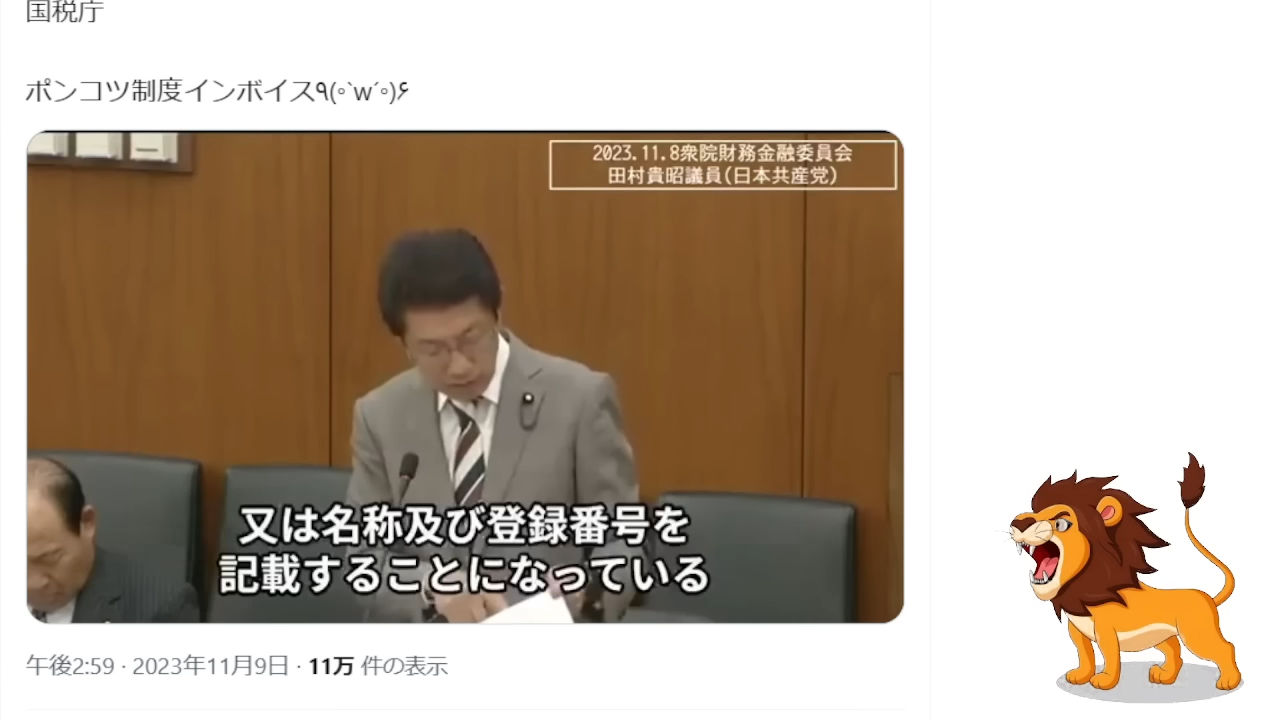 国税庁
ポンコツ制度インボイス٩(๑`w´๑)۶
2023.11.8衆院財務金融委員会
田村貴昭議員(日本共産党)
又は名称及び登録番号を
記載することになっている
午後2:59 · 2023年11月9日 · 11万 件の表示